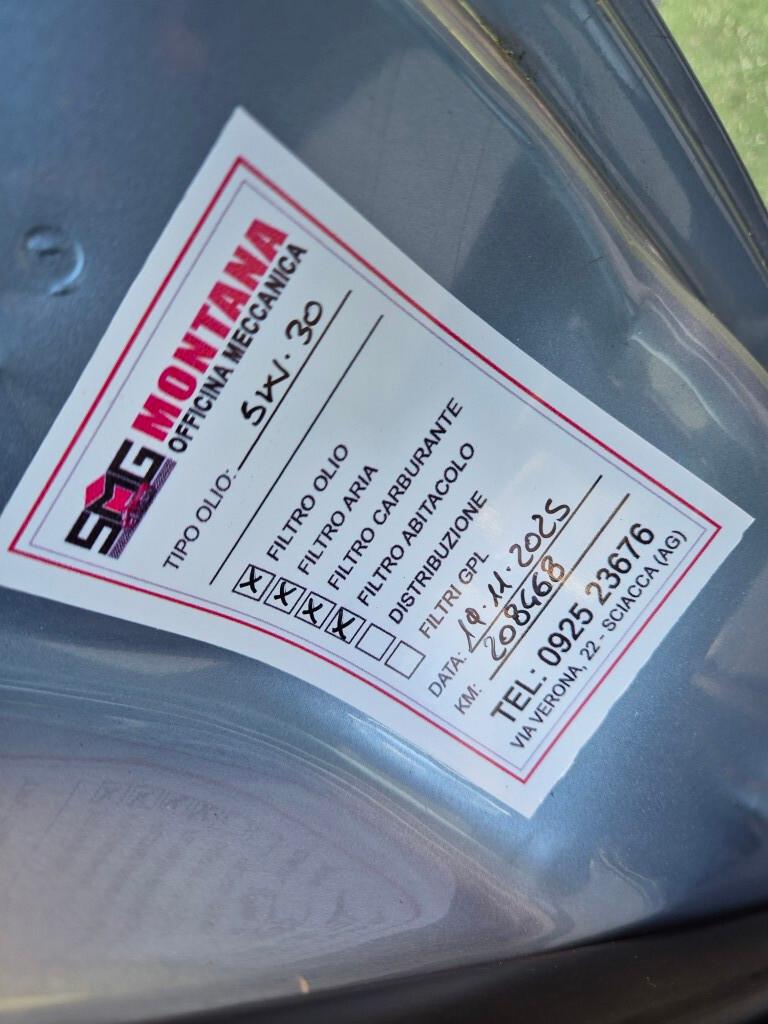 SMG MONTANA
OFFICINA MECCANICA
TIPO OLIO: 5W.30
X FILTRO OLIO
X FILTRO ARIA
X FILTRO CARBURANTE
X FILTRO ABITACOLO
DISTRIBUZIONE
FILTRI GPL
DATA: 19.11.2025
KM: 208468
TEL: 0925 23676
VIA VERONA, 22 - SCIACCA (AG)